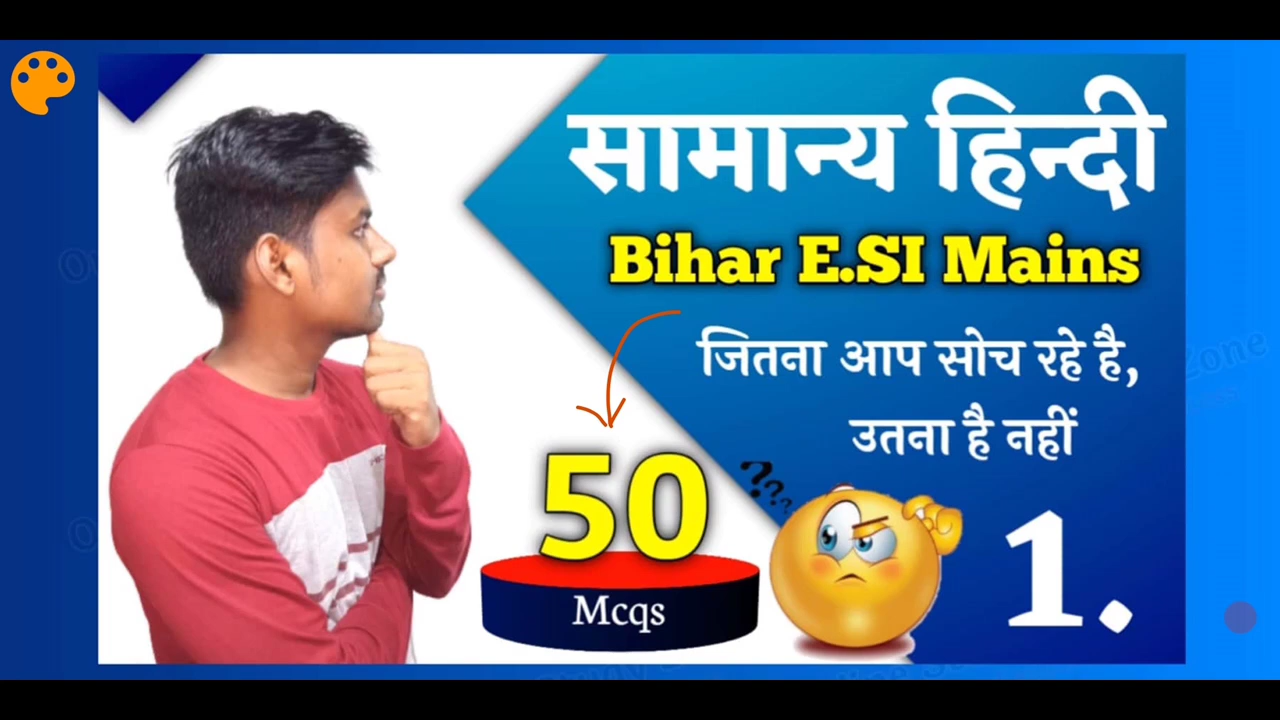 सामान्य हिन्दी
Bihar E.SI Mains
जितना आप सोच रहे है,
उतना है नहीं
50
Mcqs
???
1.